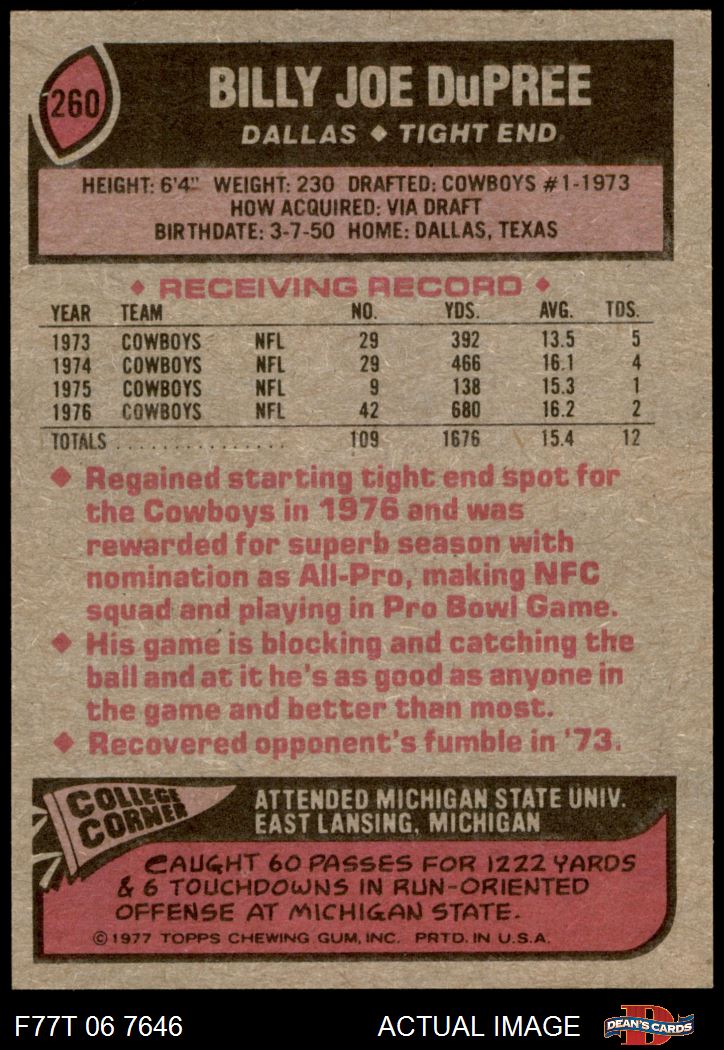 260
BILLY JOE DuPREE
DALLAS ◆ TIGHT END
HEIGHT: 6'4" WEIGHT: 230 DRAFTED: COWBOYS #1-1973
HOW ACQUIRED: VIA DRAFT
BIRTHDATE: 3-7-50 HOME: DALLAS, TEXAS
◆ RECEIVING RECORD ◆
YEAR TEAM NO. YDS. AVG. TDS.
1973 COWBOYS NFL 29 392 13.5 5
1974 COWBOYS NFL 29 466 16.1 4
1975 COWBOYS NFL 9 138 15.3 1
1976 COWBOYS NFL 42 680 16.2 2
TOTALS . . . . . . . . . . . . . . . . 109 1676 15.4 12
◆ Regained starting tight end spot for
the Cowboys in 1976 and was
rewarded for superb season with
nomination as All-Pro, making NFC
squad and playing in Pro Bowl Game.
◆ His game is blocking and catching the
ball and at it he's as good as anyone in
the game and better than most.
◆ Recovered opponent's fumble in '73.
COLLEGE
CORNER
ATTENDED MICHIGAN STATE UNIV.
EAST LANSING, MICHIGAN
CAUGHT 60 PASSES FOR 1222 YARDS
& 6 TOUCHDOWNS IN RUN-ORIENTED
OFFENSE AT MICHIGAN STATE.
© 1977 TOPPS CHEWING GUM, INC. PRTD. IN U.S.A.
F77T 06 7646 ACTUAL IMAGE
D
DEAN'S CARDS